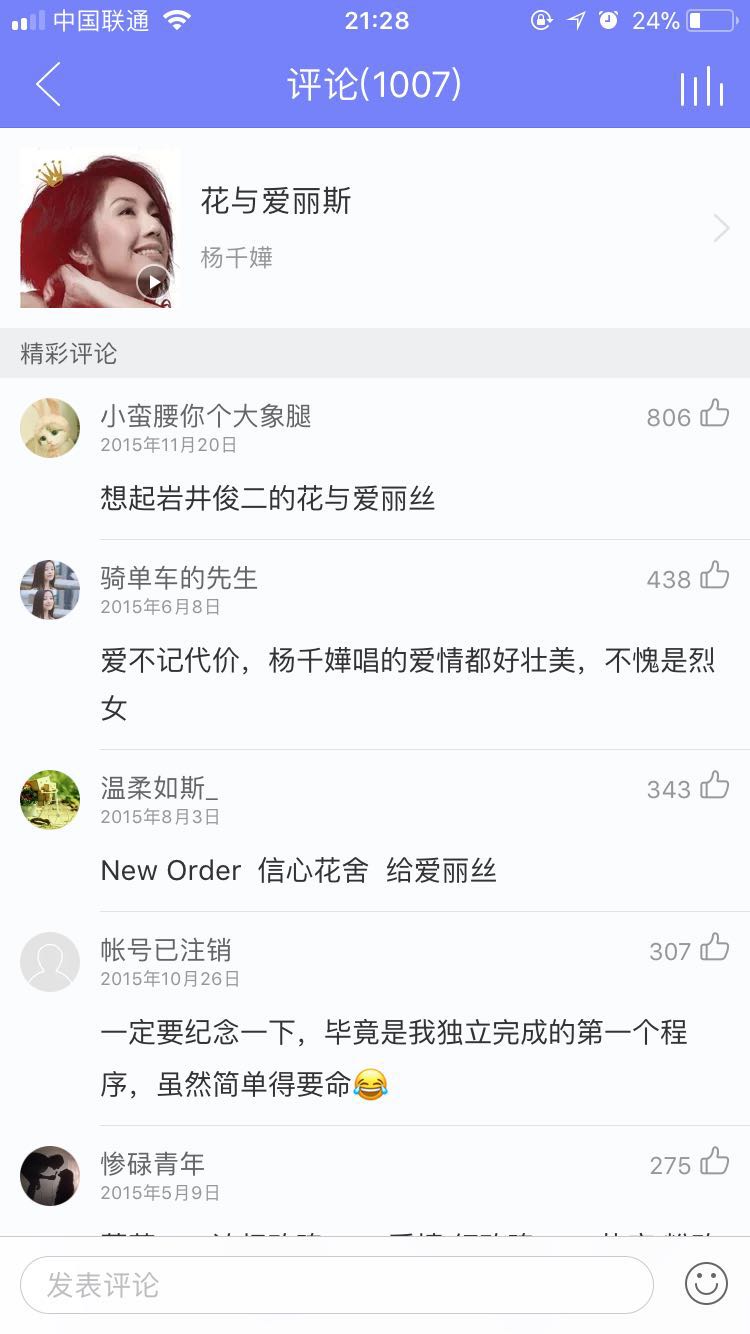 中国联通
21:28
24%
评论(1007)
花与爱丽斯
杨千嬅
精彩评论
小蛮腰你个大象腿
806
2015年11月20日
想起岩井俊二的花与爱丽丝
骑单车的先生
438
2015年6月8日
爱不记代价，杨千嬅唱的爱情都好壮美，不愧是烈
女
温柔如斯_
343
2015年8月3日
New Order 信心花舍 给爱丽丝
帐号已注销
307
2015年10月26日
一定要纪念一下，毕竟是我独立完成的第一个程
序，虽然简单得要命😂
惨碌青年
275
2015年5月9日
发表评论